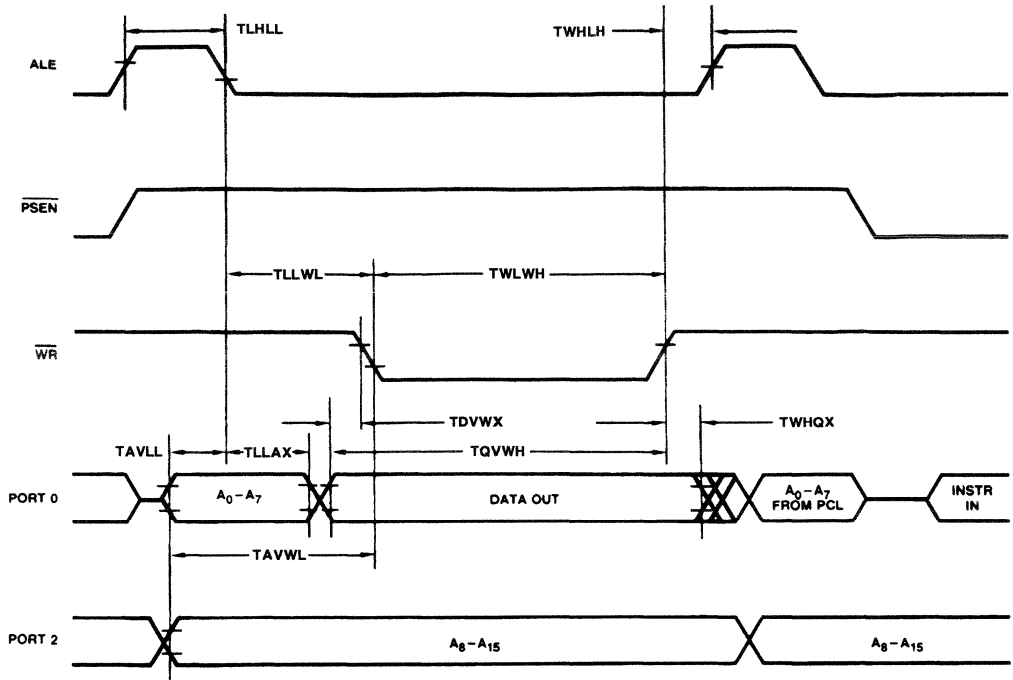 TLHLL
TWHLH
ALE
PSEN
TLLWL
TWLWH
WR
TDVWX
TWHQX
TAVLL
TLLAX
TQVWH
PORT 0
A0–A7
DATA OUT
A0–A7
FROM PCL
INSTR
IN
TAVWL
PORT 2
A8–A15
A8–A15